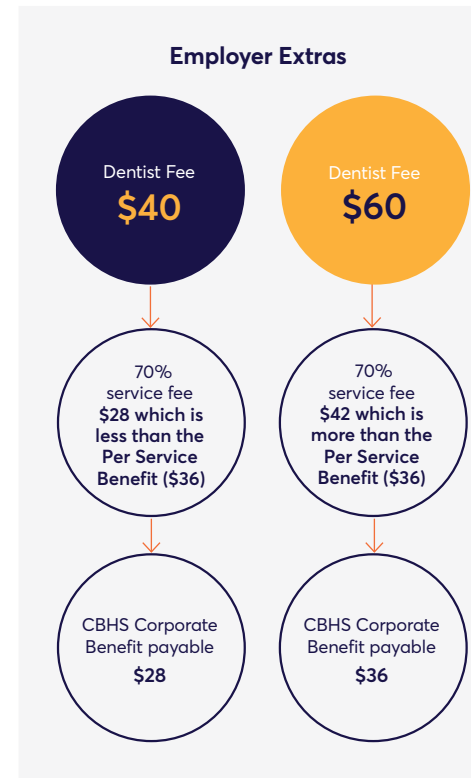 Employer Extras
Dentist Fee
$40
70%
service fee
$28 which is
less than the
Per Service
Benefit ($36)
CBHS Corporate
Benefit payable
$28
Dentist Fee
$60
70%
service fee
$42 which is
more than the
Per Service
Benefit ($36)
CBHS Corporate
Benefit payable
$36